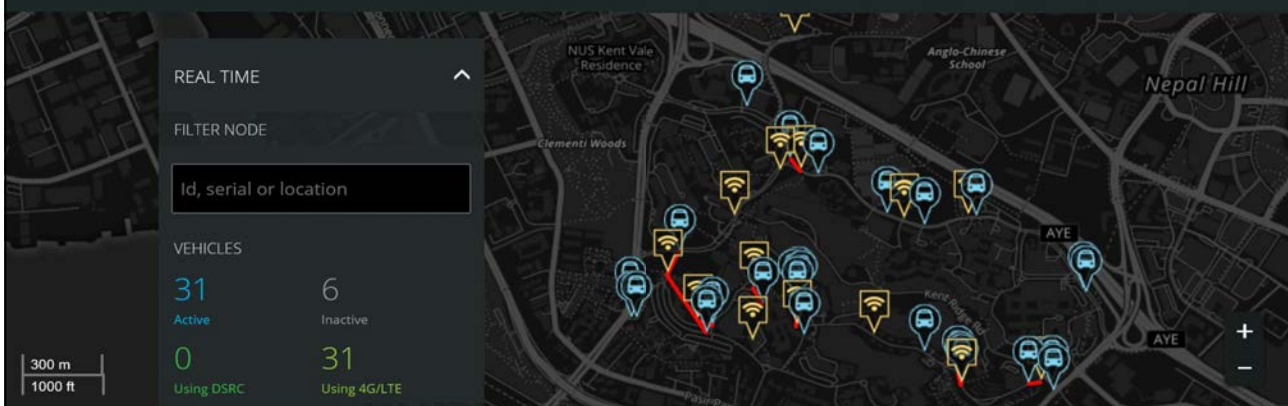 REAL TIME
FILTER NODE
Id, serial or location
VEHICLES
31
Active
6
Inactive
0
Using DSRC
31
Using 4G/LTE
300 m
1000 ft
NUS Kent Vale
Residence
Anglo-Chinese
School
Nepal Hill
Clementi Woods
AYE
Kent Ridge Rd
AYE
+
−